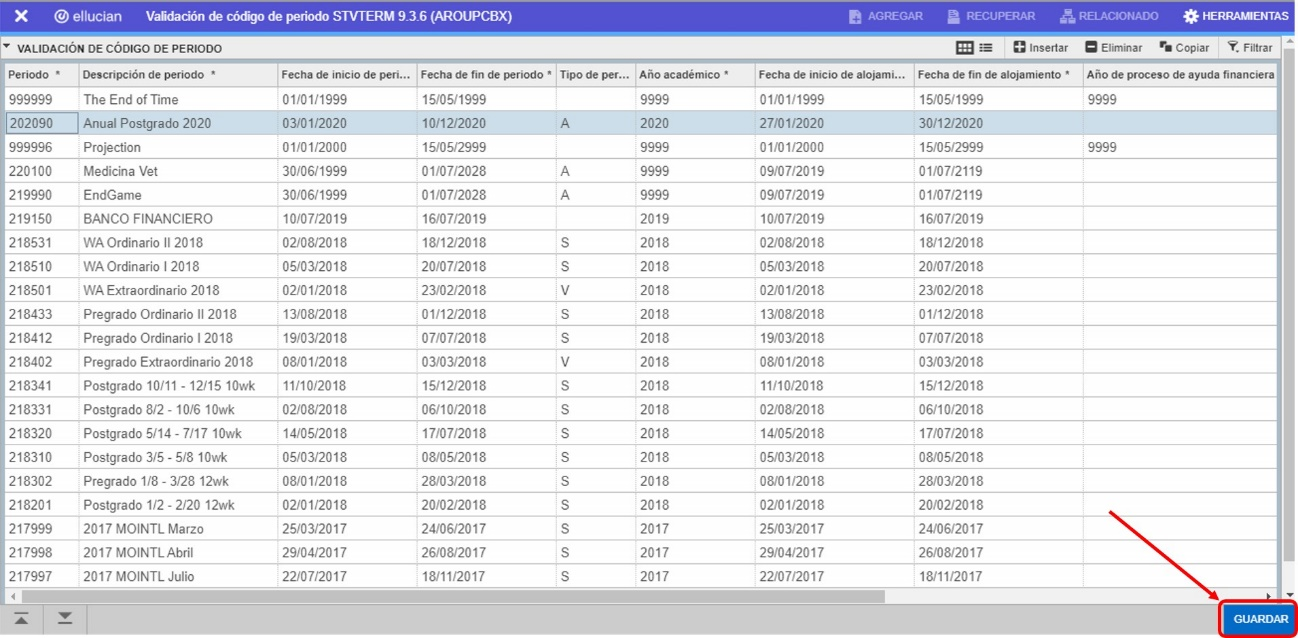 ellucian Validación de código de periodo STVTERM 9.3.6 (AROUPCBX) AGREGAR RECUPERAR RELACIONADO HERRAMIENTAS
VALIDACIÓN DE CÓDIGO DE PERIODO Insertar Eliminar Copiar Filtrar
Periodo * Descripción de periodo * Fecha de inicio de peri... Fecha de fin de periodo * Tipo de per... Año académico * Fecha de inicio de alojami... Fecha de fin de alojamiento * Año de proceso de ayuda financiera
999999 The End of Time 01/01/1999 15/05/1999 9999 01/01/1999 15/05/1999 9999
202090 Anual Postgrado 2020 03/01/2020 10/12/2020 A 2020 27/01/2020 30/12/2020
999996 Projection 01/01/2000 15/05/2999 9999 01/01/2000 15/05/2999 9999
220100 Medicina Vet 30/06/1999 01/07/2028 A 9999 09/07/2019 01/07/2119
219990 EndGame 30/06/1999 01/07/2028 A 9999 09/07/2019 01/07/2119
219150 BANCO FINANCIERO 10/07/2019 16/07/2019 2019 10/07/2019 16/07/2019
218531 WA Ordinario II 2018 02/08/2018 18/12/2018 S 2018 02/08/2018 18/12/2018
218510 WA Ordinario I 2018 05/03/2018 20/07/2018 S 2018 05/03/2018 20/07/2018
218501 WA Extraordinario 2018 02/01/2018 23/02/2018 V 2018 02/01/2018 23/02/2018
218433 Pregrado Ordinario II 2018 13/08/2018 01/12/2018 S 2018 13/08/2018 01/12/2018
218412 Pregrado Ordinario I 2018 19/03/2018 07/07/2018 S 2018 19/03/2018 07/07/2018
218402 Pregrado Extraordinario 2018 08/01/2018 03/03/2018 V 2018 08/01/2018 03/03/2018
218341 Postgrado 10/11 - 12/15 10wk 11/10/2018 15/12/2018 S 2018 11/10/2018 15/12/2018
218331 Postgrado 8/2 - 10/6 10wk 02/08/2018 06/10/2018 S 2018 02/08/2018 06/10/2018
218320 Postgrado 5/14 - 7/17 10wk 14/05/2018 17/07/2018 S 2018 14/05/2018 17/07/2018
218310 Postgrado 3/5 - 5/8 10wk 05/03/2018 08/05/2018 S 2018 05/03/2018 08/05/2018
218302 Pregrado 1/8 - 3/28 12wk 08/01/2018 28/03/2018 S 2018 08/01/2018 28/03/2018
218201 Postgrado 1/2 - 2/20 12wk 02/01/2018 20/02/2018 S 2018 02/01/2018 20/02/2018
217999 2017 MOINTL Marzo 25/03/2017 24/06/2017 S 2017 25/03/2017 24/06/2017
217998 2017 MOINTL Abril 29/04/2017 26/08/2017 S 2017 29/04/2017 26/08/2017
217997 2017 MOINTL Julio 22/07/2017 18/11/2017 S 2017 22/07/2017 18/11/2017
GUARDAR